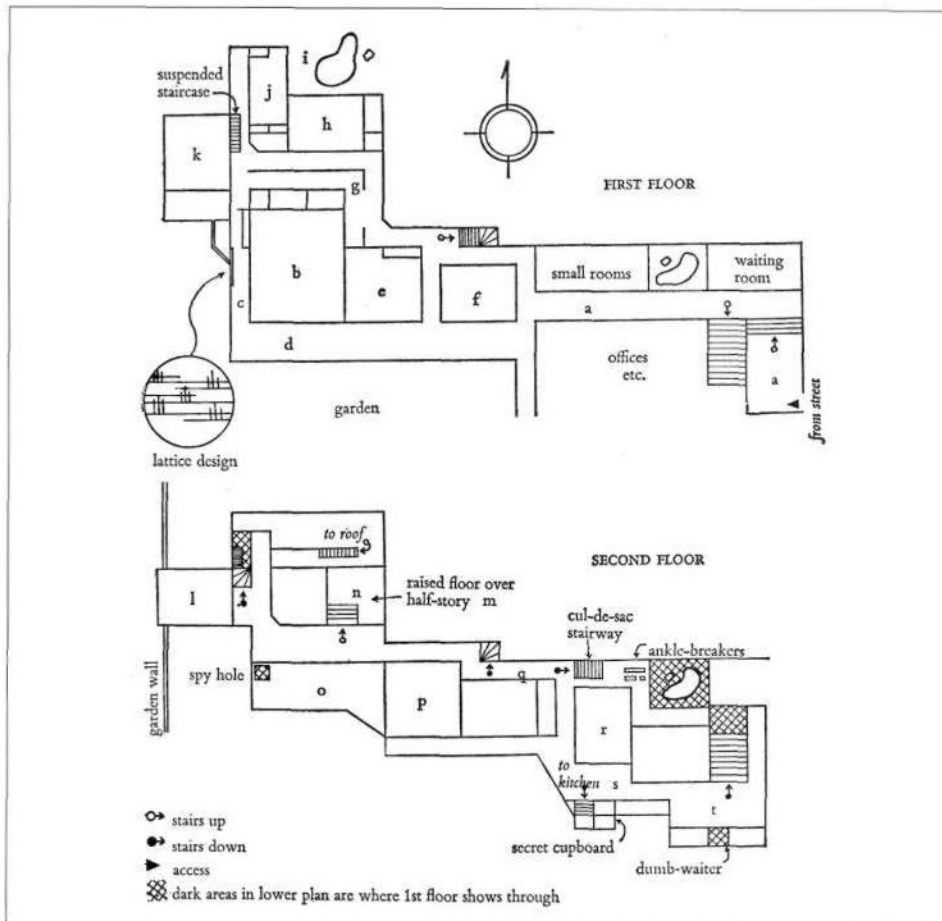 suspended
staircase
i
j
h
k
g
FIRST FLOOR
b
e
f
small rooms
waiting
room
c
a
d
offices
etc.
a
from street
garden
lattice design
to roof
SECOND FLOOR
l
n
raised floor over
half-story m
cul-de-sac
stairway
ankle-breakers
garden wall
spy hole
o
p
q
r
to
kitchen
s
t
secret cupboard
dumb-waiter
stairs up
stairs down
access
dark areas in lower plan are where 1st floor shows through